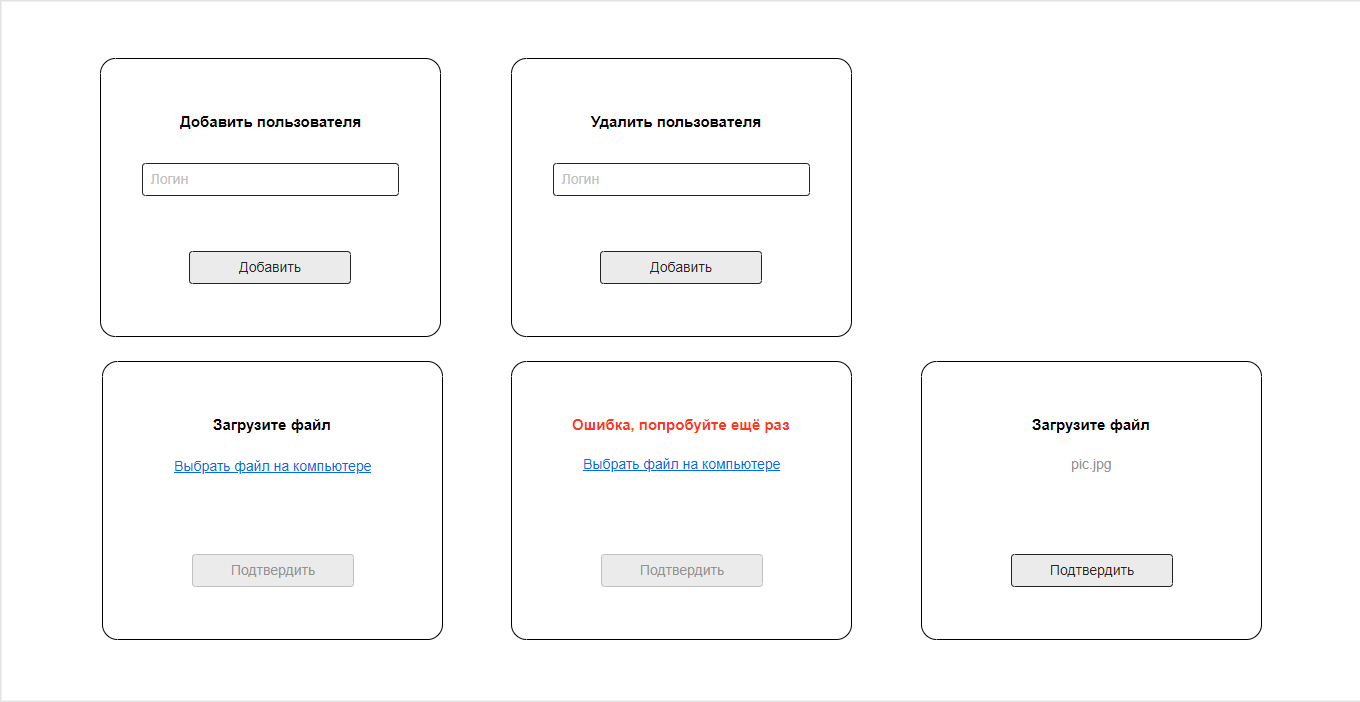 Добавить пользователя
Логин
Добавить
Удалить пользователя
Логин
Добавить
Загрузите файл
Выбрать файл на компьютере
Подтвердить
Ошибка, попробуйте ещё раз
Выбрать файл на компьютере
Подтвердить
Загрузите файл
pic.jpg
Подтвердить